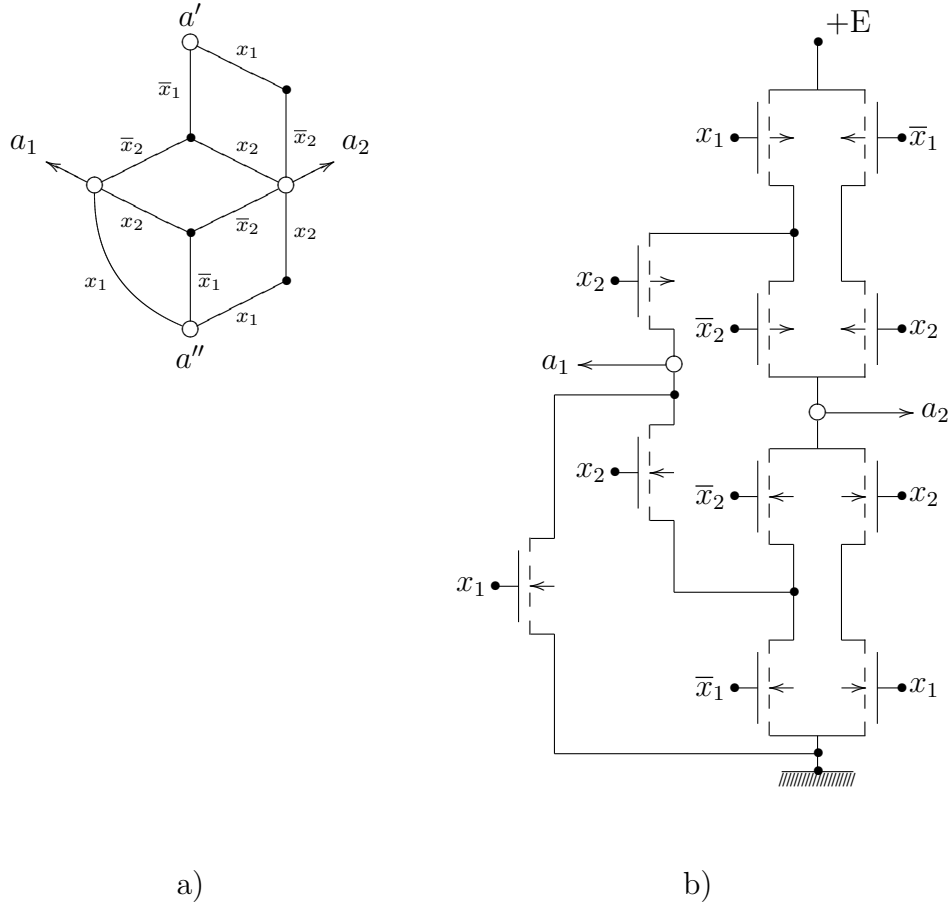 a′
x₁
x̄₁
a₁
x̄₂
x₂
x̄₂
a₂
x₂
x̄₂
x₂
x₁
x̄₁
x₁
a″
a)
+E
x₁
x̄₁
x₂
x̄₂
x₂
a₁
a₂
x₂
x̄₂
x₂
x₁
x̄₁
x₁
b)